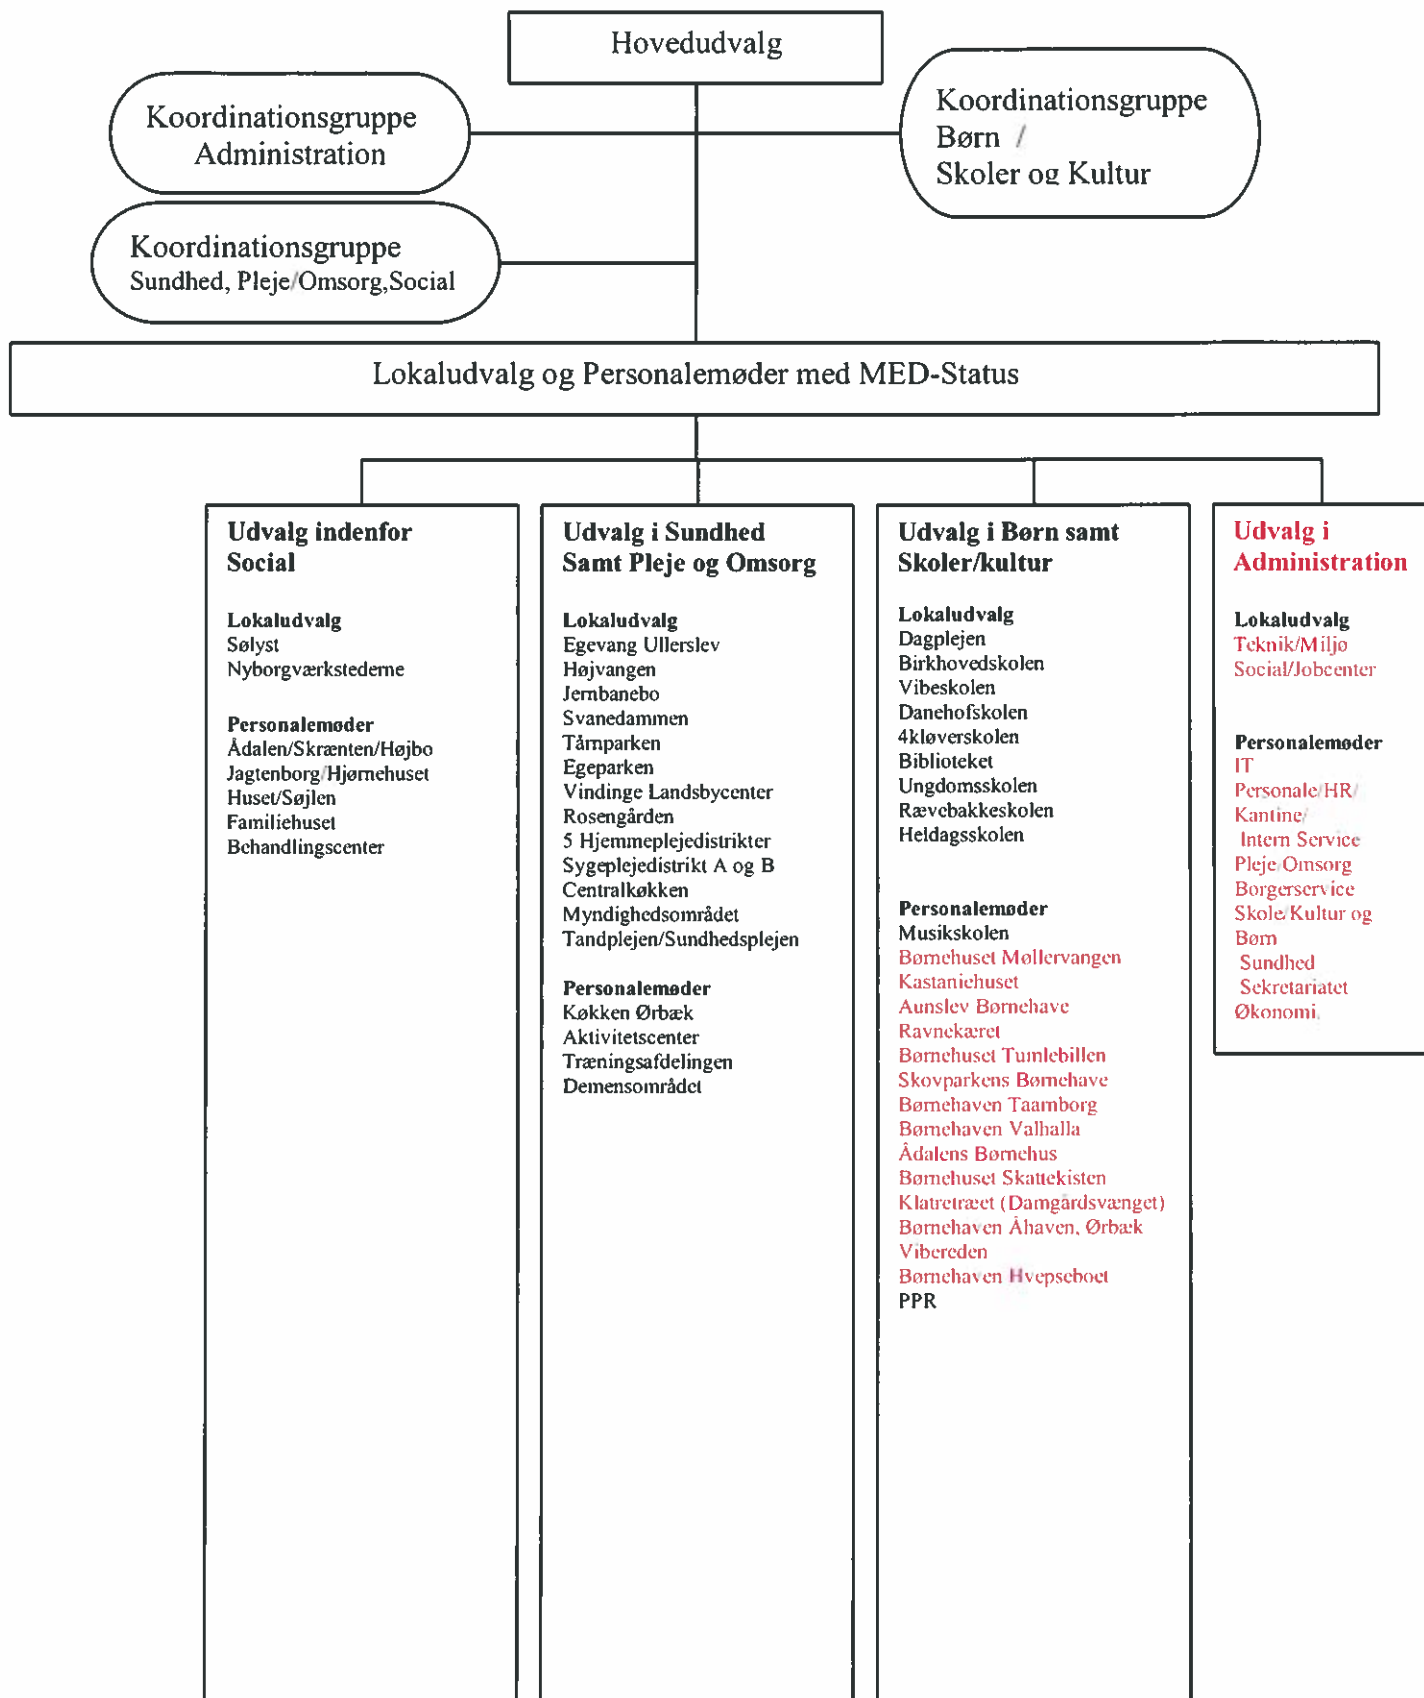 Hovedudvalg
Koordinationsgruppe
Administration
Koordinationsgruppe
Børn /
Skoler og Kultur
Koordinationsgruppe
Sundhed, Pleje/Omsorg,Social
Lokaludvalg og Personalemøder med MED-Status
Udvalg indenfor
Social
Lokaludvalg
Sølyst
Nyborgværkstederne
Personalemøder
Ådalen/Skrænten/Højbo
Jagtenborg/Hjørnehuset
Huset/Søjlen
Familiehuset
Behandlingscenter
Udvalg i Sundhed
Samt Pleje og Omsorg
Lokaludvalg
Egevang Ullerslev
Højvangen
Jernbanebo
Svanedammen
Tårnparken
Egeparken
Vindinge Landsbycenter
Rosengården
5 Hjemmeplejedistrikter
Sygeplejedistrikt A og B
Centralkøkken
Myndighedsområdet
Tandplejen/Sundhedsplejen
Personalemøder
Køkken Ørbæk
Aktivitetscenter
Træningsafdelingen
Demensområdet
Udvalg i Børn samt
Skoler/kultur
Lokaludvalg
Dagplejen
Birkhovedskolen
Vibeskolen
Danehofskolen
4kløverskolen
Biblioteket
Ungdomsskolen
Rævebakkeskolen
Heldagsskolen
Personalemøder
Musikskolen
Børnehuset Møllervangen
Kastaniehuset
Aunslev Børnehave
Ravnekæret
Børnehuset Tumlebillen
Skovparkens Børnehave
Børnehaven Taarnborg
Børnehaven Valhalla
Ådalens Børnehus
Børnehuset Skattekisten
Klatretræet (Damgårdsvænget)
Børnehaven Åhaven, Ørbæk
Vibereden
Børnehaven Hvepseboet
PPR
Udvalg i
Administration
Lokaludvalg
Teknik/Miljø
Social/Jobcenter
Personalemøder
IT
Personale/HR/
Kantine/
Intern Service
Pleje/Omsorg
Borgerservice
Skole/Kultur og
Børn
Sundhed
Sekretariatet
Økonomi.